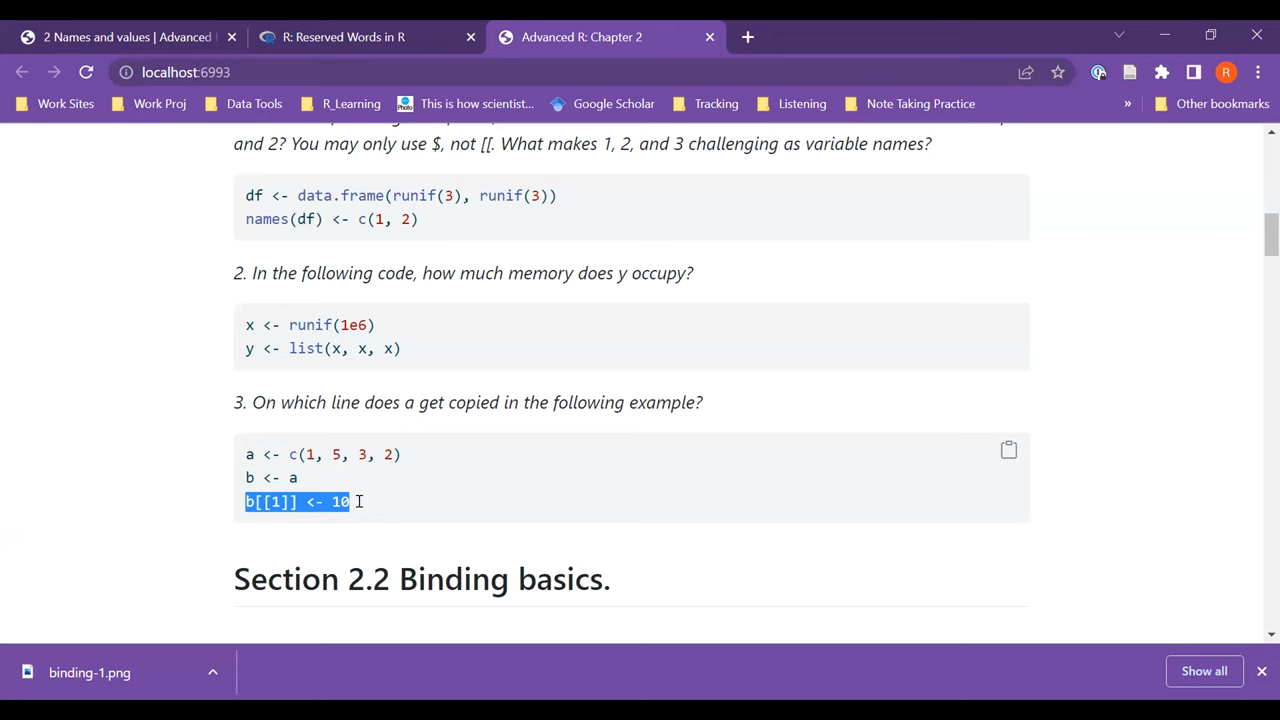 2 Names and values | Advanced
R: Reserved Words in R
Advanced R: Chapter 2
localhost:6993
R
Work Sites
Work Proj
Data Tools
R_Learning
This is how scientist...
Google Scholar
Tracking
Listening
Note Taking Practice
»
Other bookmarks
and 2? You may only use $, not [[. What makes 1, 2, and 3 challenging as variable names?
df <- data.frame(runif(3), runif(3))
names(df) <- c(1, 2)
2. In the following code, how much memory does y occupy?
x <- runif(1e6)
y <- list(x, x, x)
3. On which line does a get copied in the following example?
a <- c(1, 5, 3, 2)
b <- a
b[[1]] <- 10
Section 2.2 Binding basics.
binding-1.png
Show all